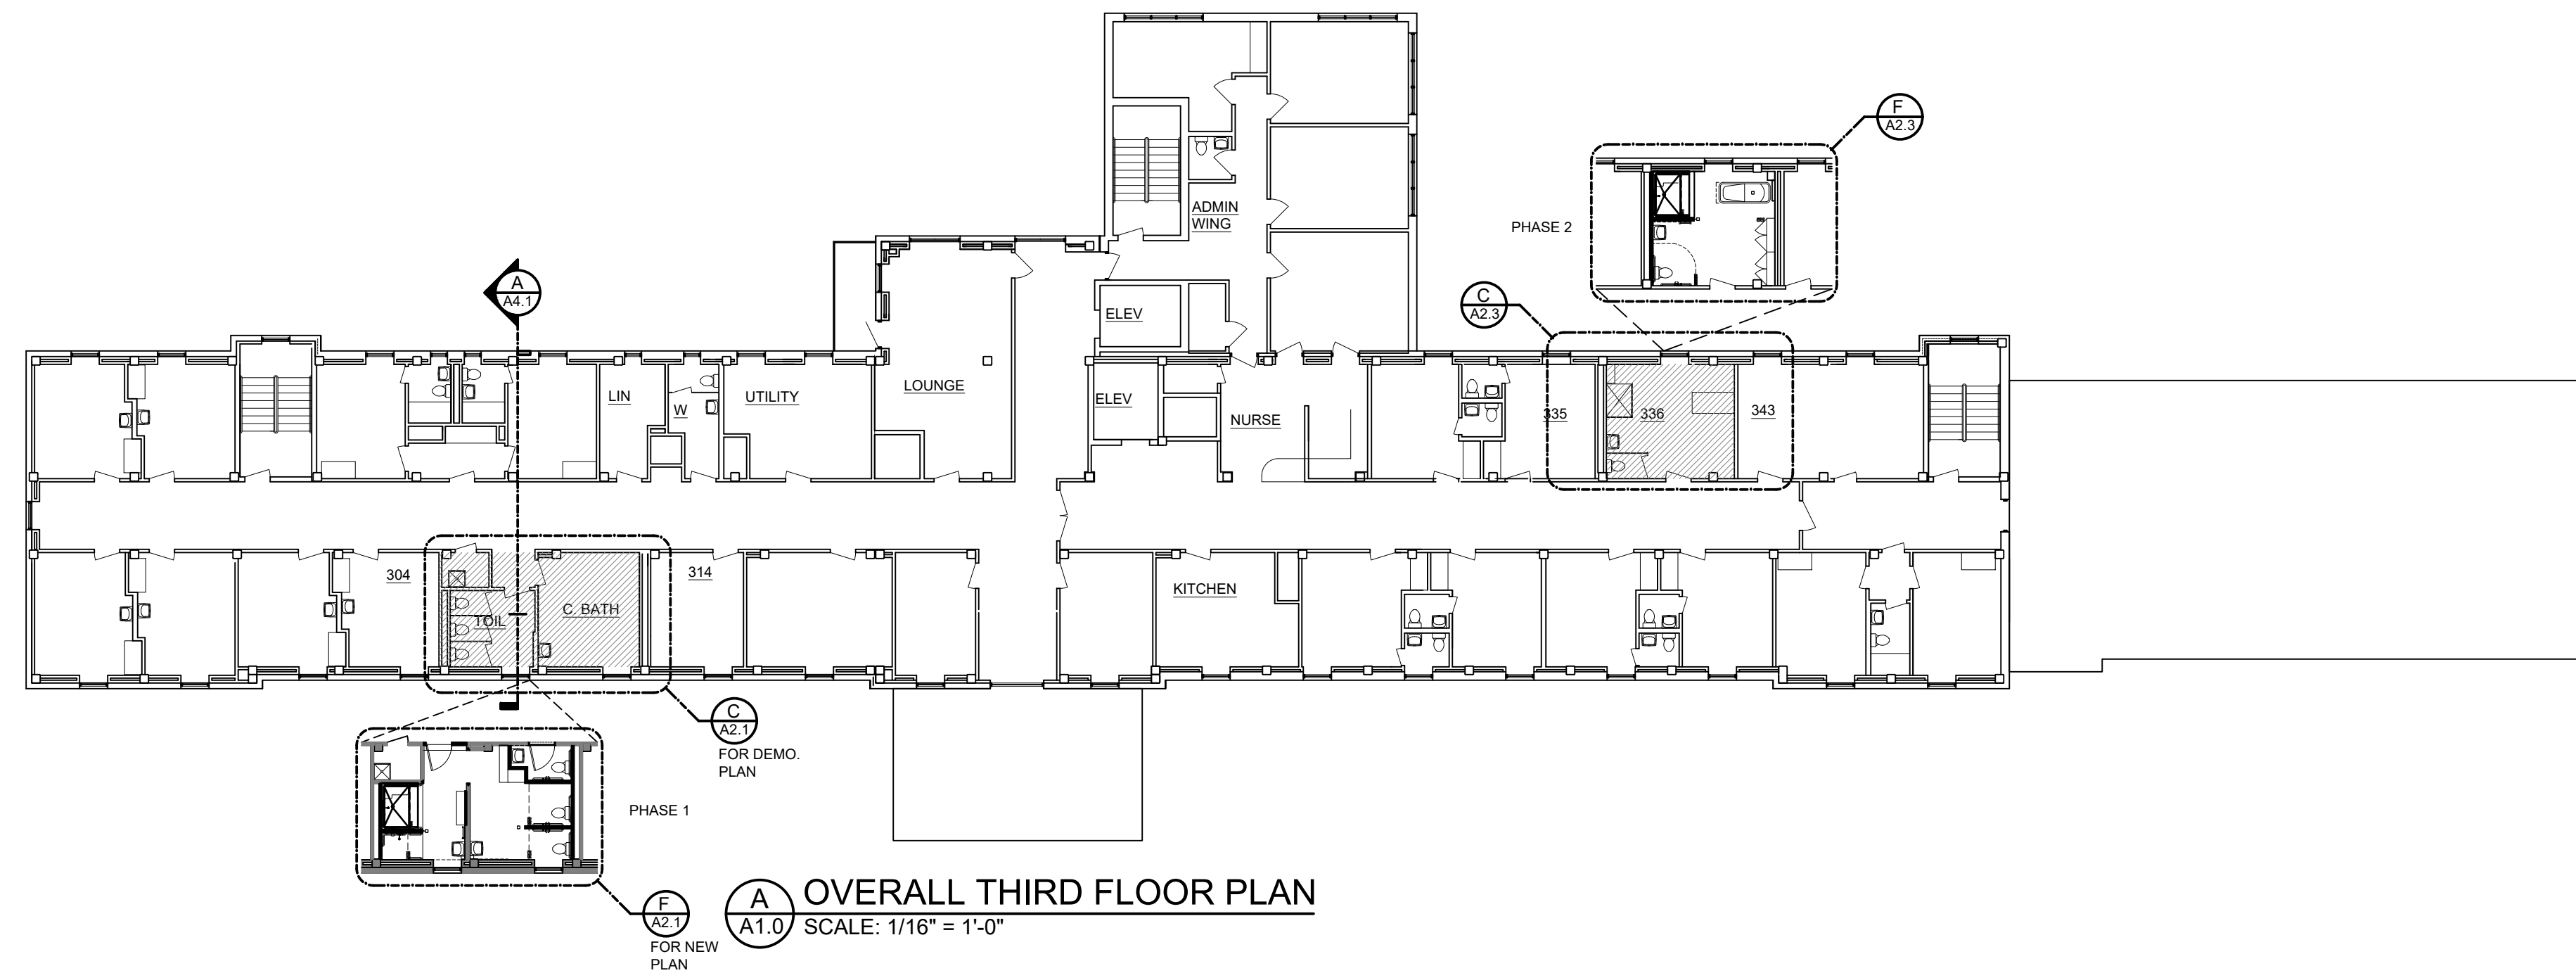 F
A2.3
ADMIN
WING
PHASE 2
A
A4.1
C
A2.3
ELEV
LIN
W
UTILITY
LOUNGE
ELEV
NURSE
335
336
343
304
TOIL
C. BATH
314
KITCHEN
C
A2.1
FOR DEMO.
PLAN
PHASE 1
F
A2.1
FOR NEW
PLAN
A
A1.0
OVERALL THIRD FLOOR PLAN
SCALE: 1/16" = 1'-0"